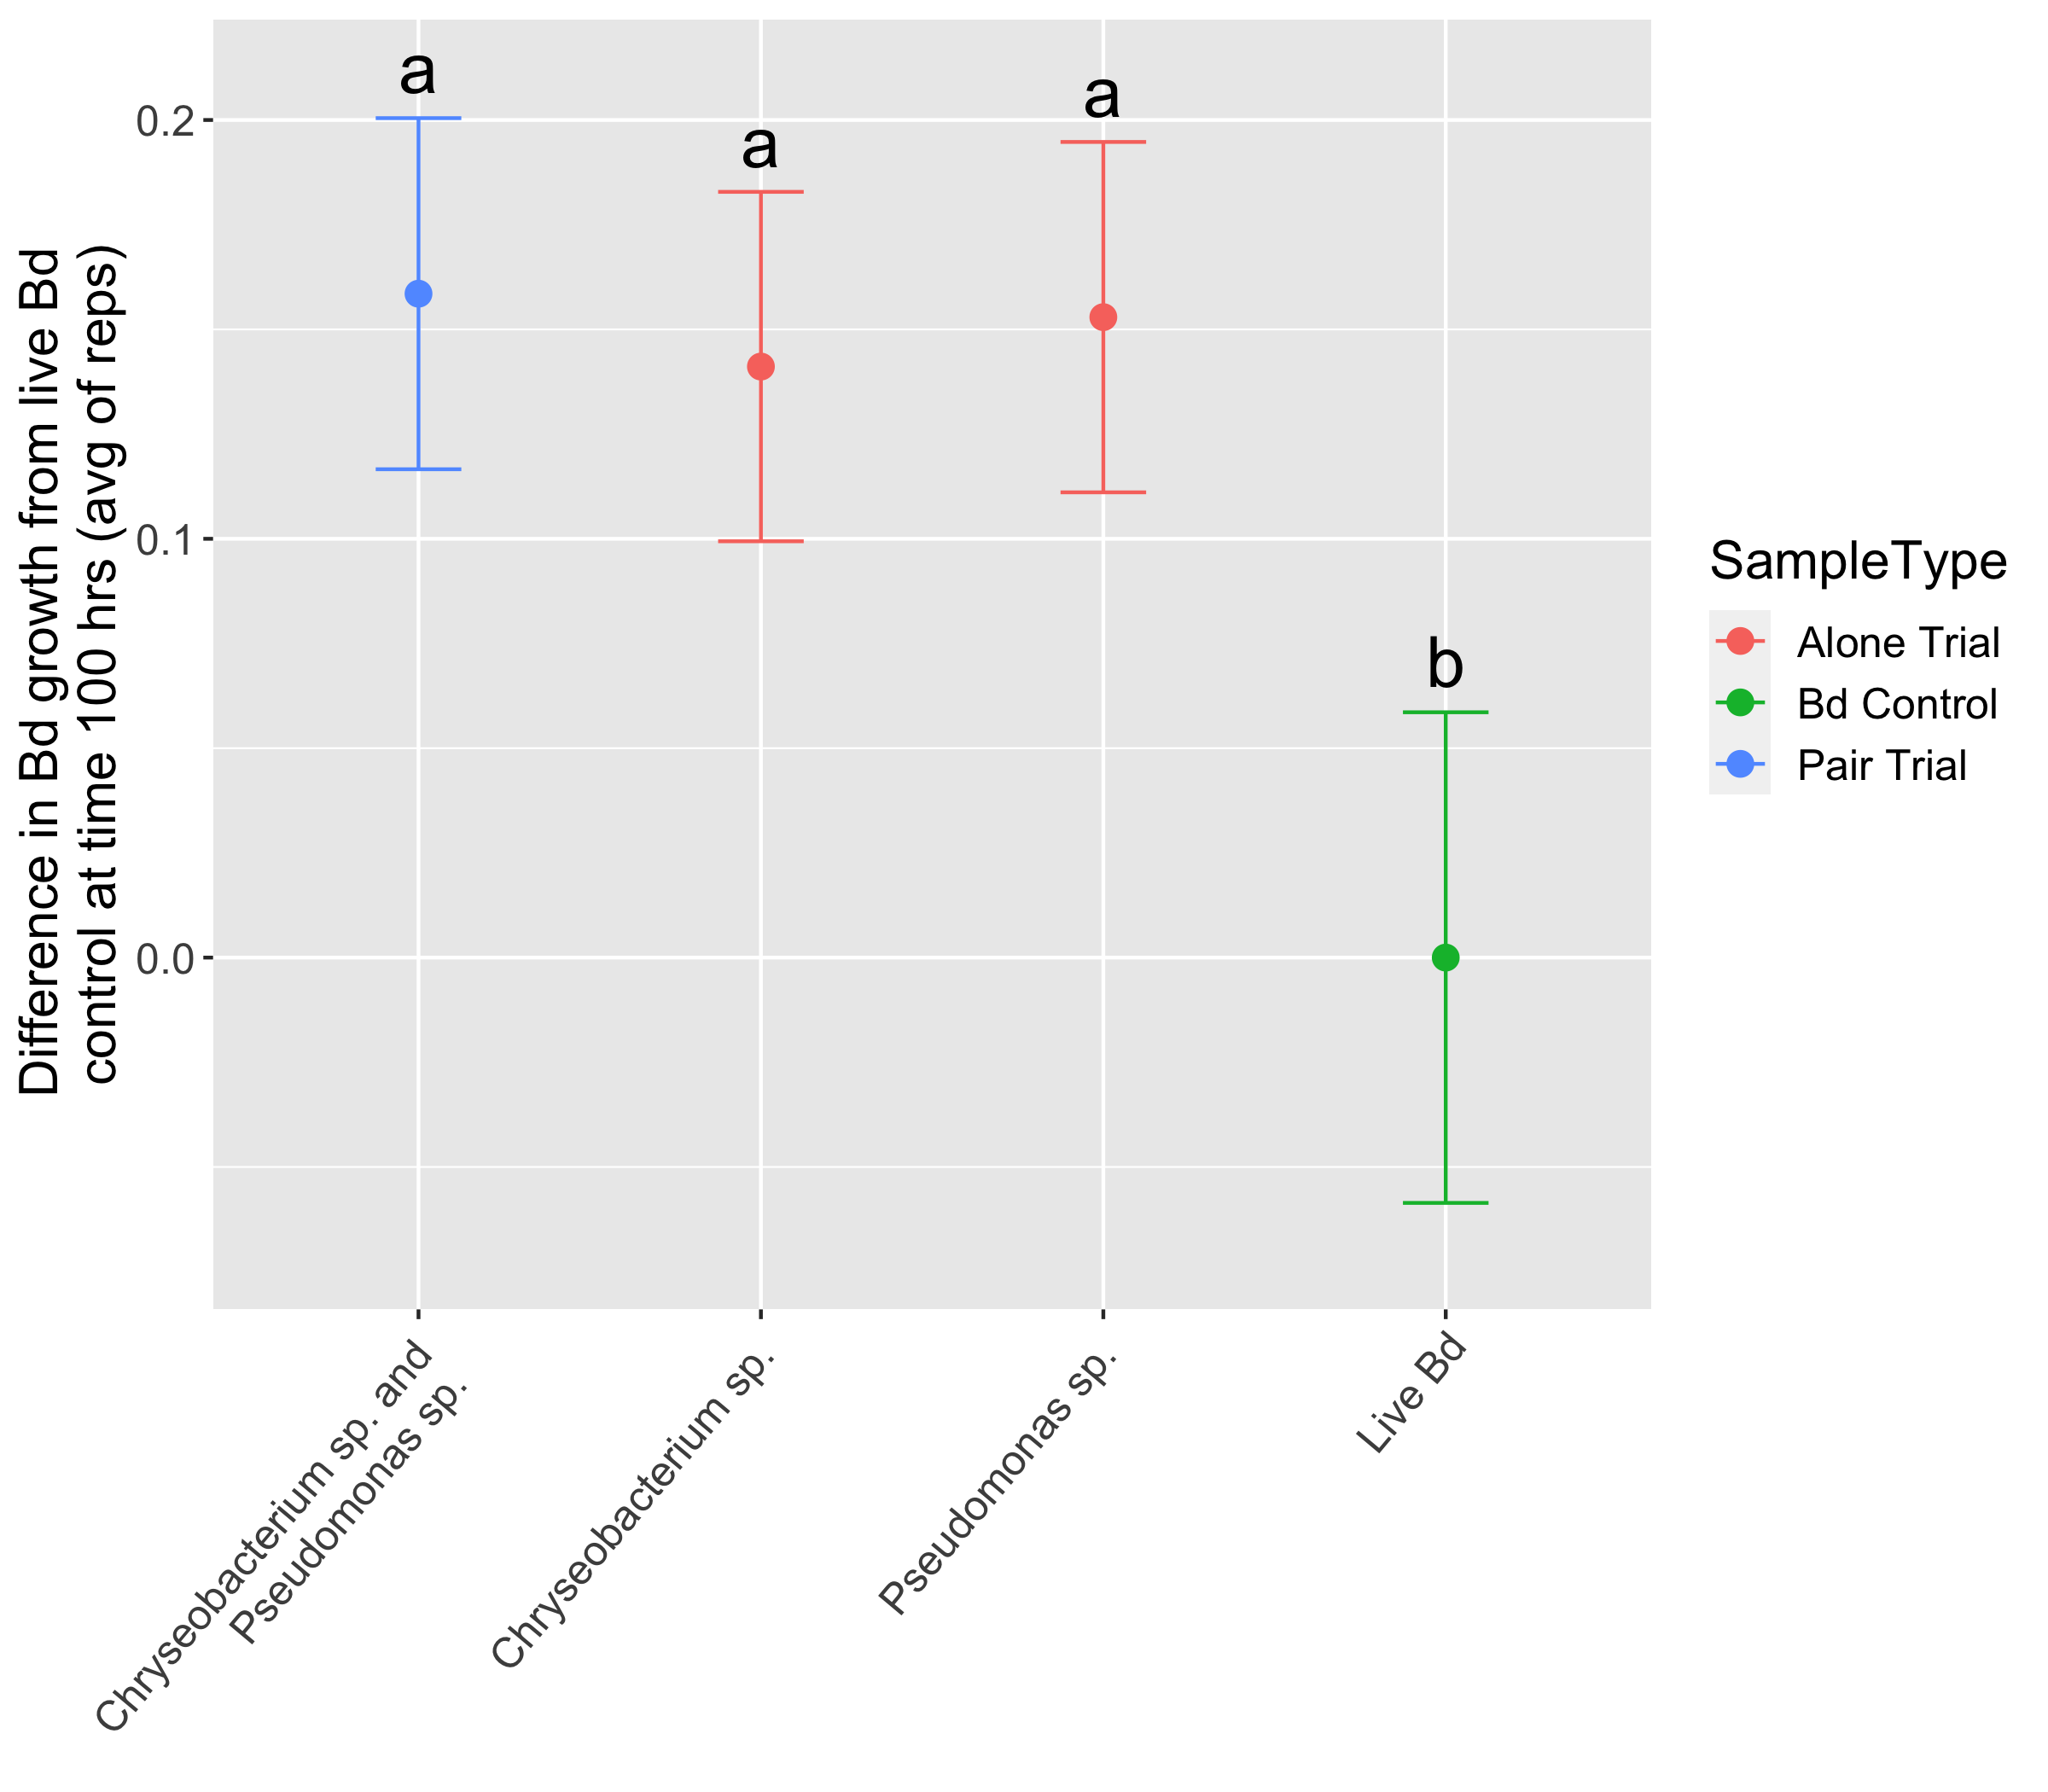 Difference in Bd growth from live Bd
control at time 100 hrs (avg of reps)
0.2
0.1
0.0
a
a
a
b
Chryseobacterium sp. and
Pseudomonas sp.
Chryseobacterium sp.
Pseudomonas sp.
Live Bd
SampleType
Alone Trial
Bd Control
Pair Trial